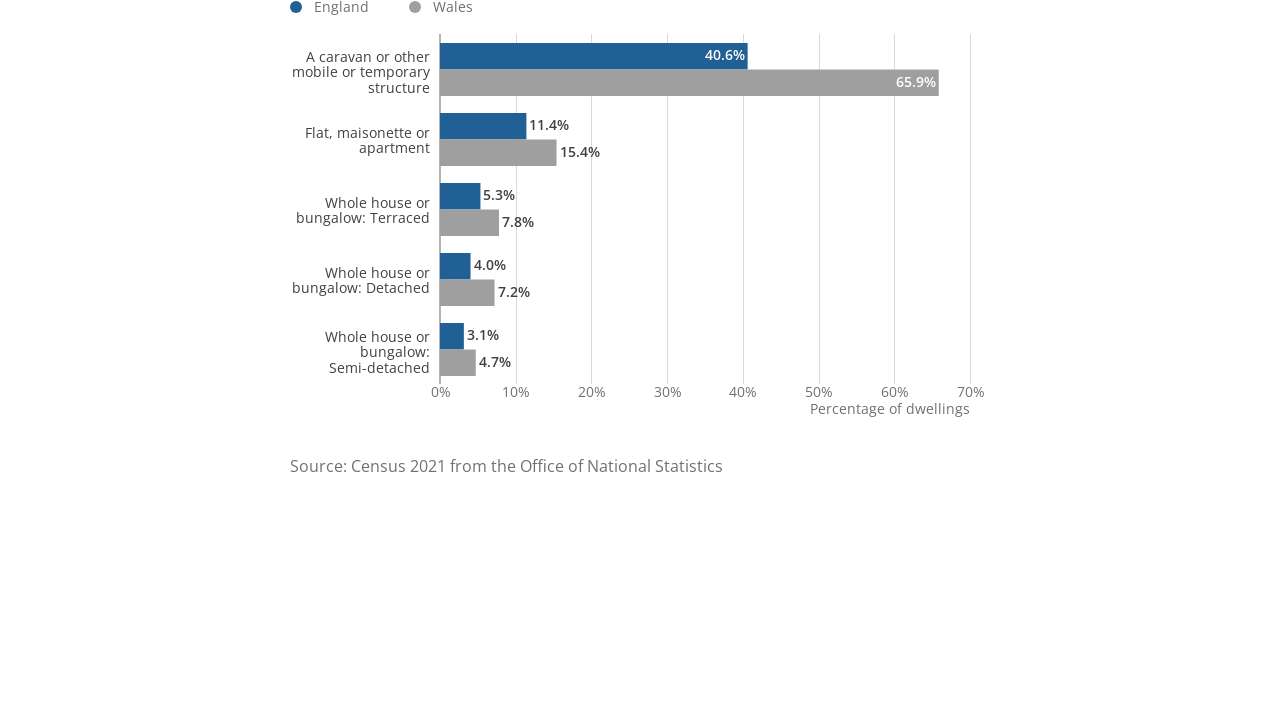 England Wales
A caravan or other
mobile or temporary
structure
40.6%
65.9%
Flat, maisonette or
apartment
11.4%
15.4%
Whole house or
bungalow: Terraced
5.3%
7.8%
Whole house or
bungalow: Detached
4.0%
7.2%
Whole house or
bungalow:
Semi-detached
3.1%
4.7%
0% 10% 20% 30% 40% 50% 60% 70%
Percentage of dwellings
Source: Census 2021 from the Office of National Statistics